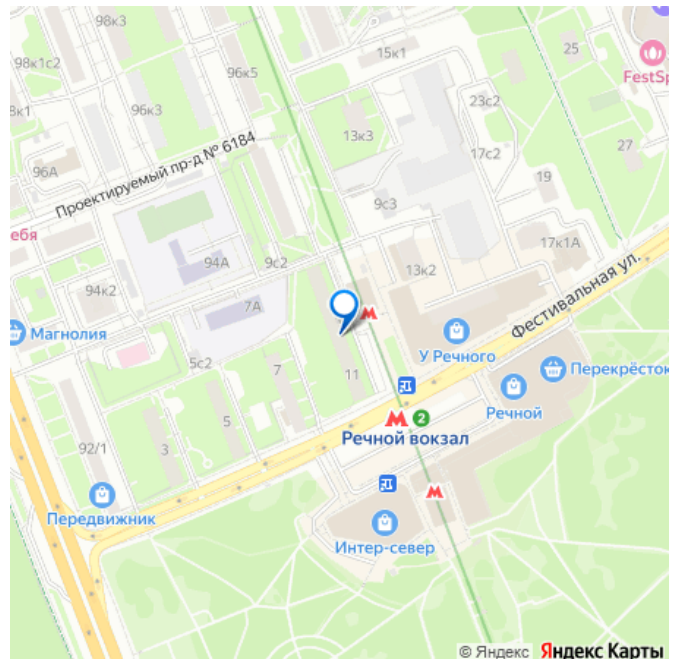 98к3
98к1с2
96к5
15к1
25
FestSp
8к1
96к3
23с2
13к3
17с2
27
Проектируемый пр-д № 6184
96А
19
9с3
ебя
17к1А
94А
9с2
13к2
94к2
7А
Фестивальная ул.
Магнолия
У Речного
5с2
7
11
Перекрёсток
Речной
5
2
Речной вокзал
92/1
3
Передвижник
Интер-север
© Яндекс Яндекс Карты